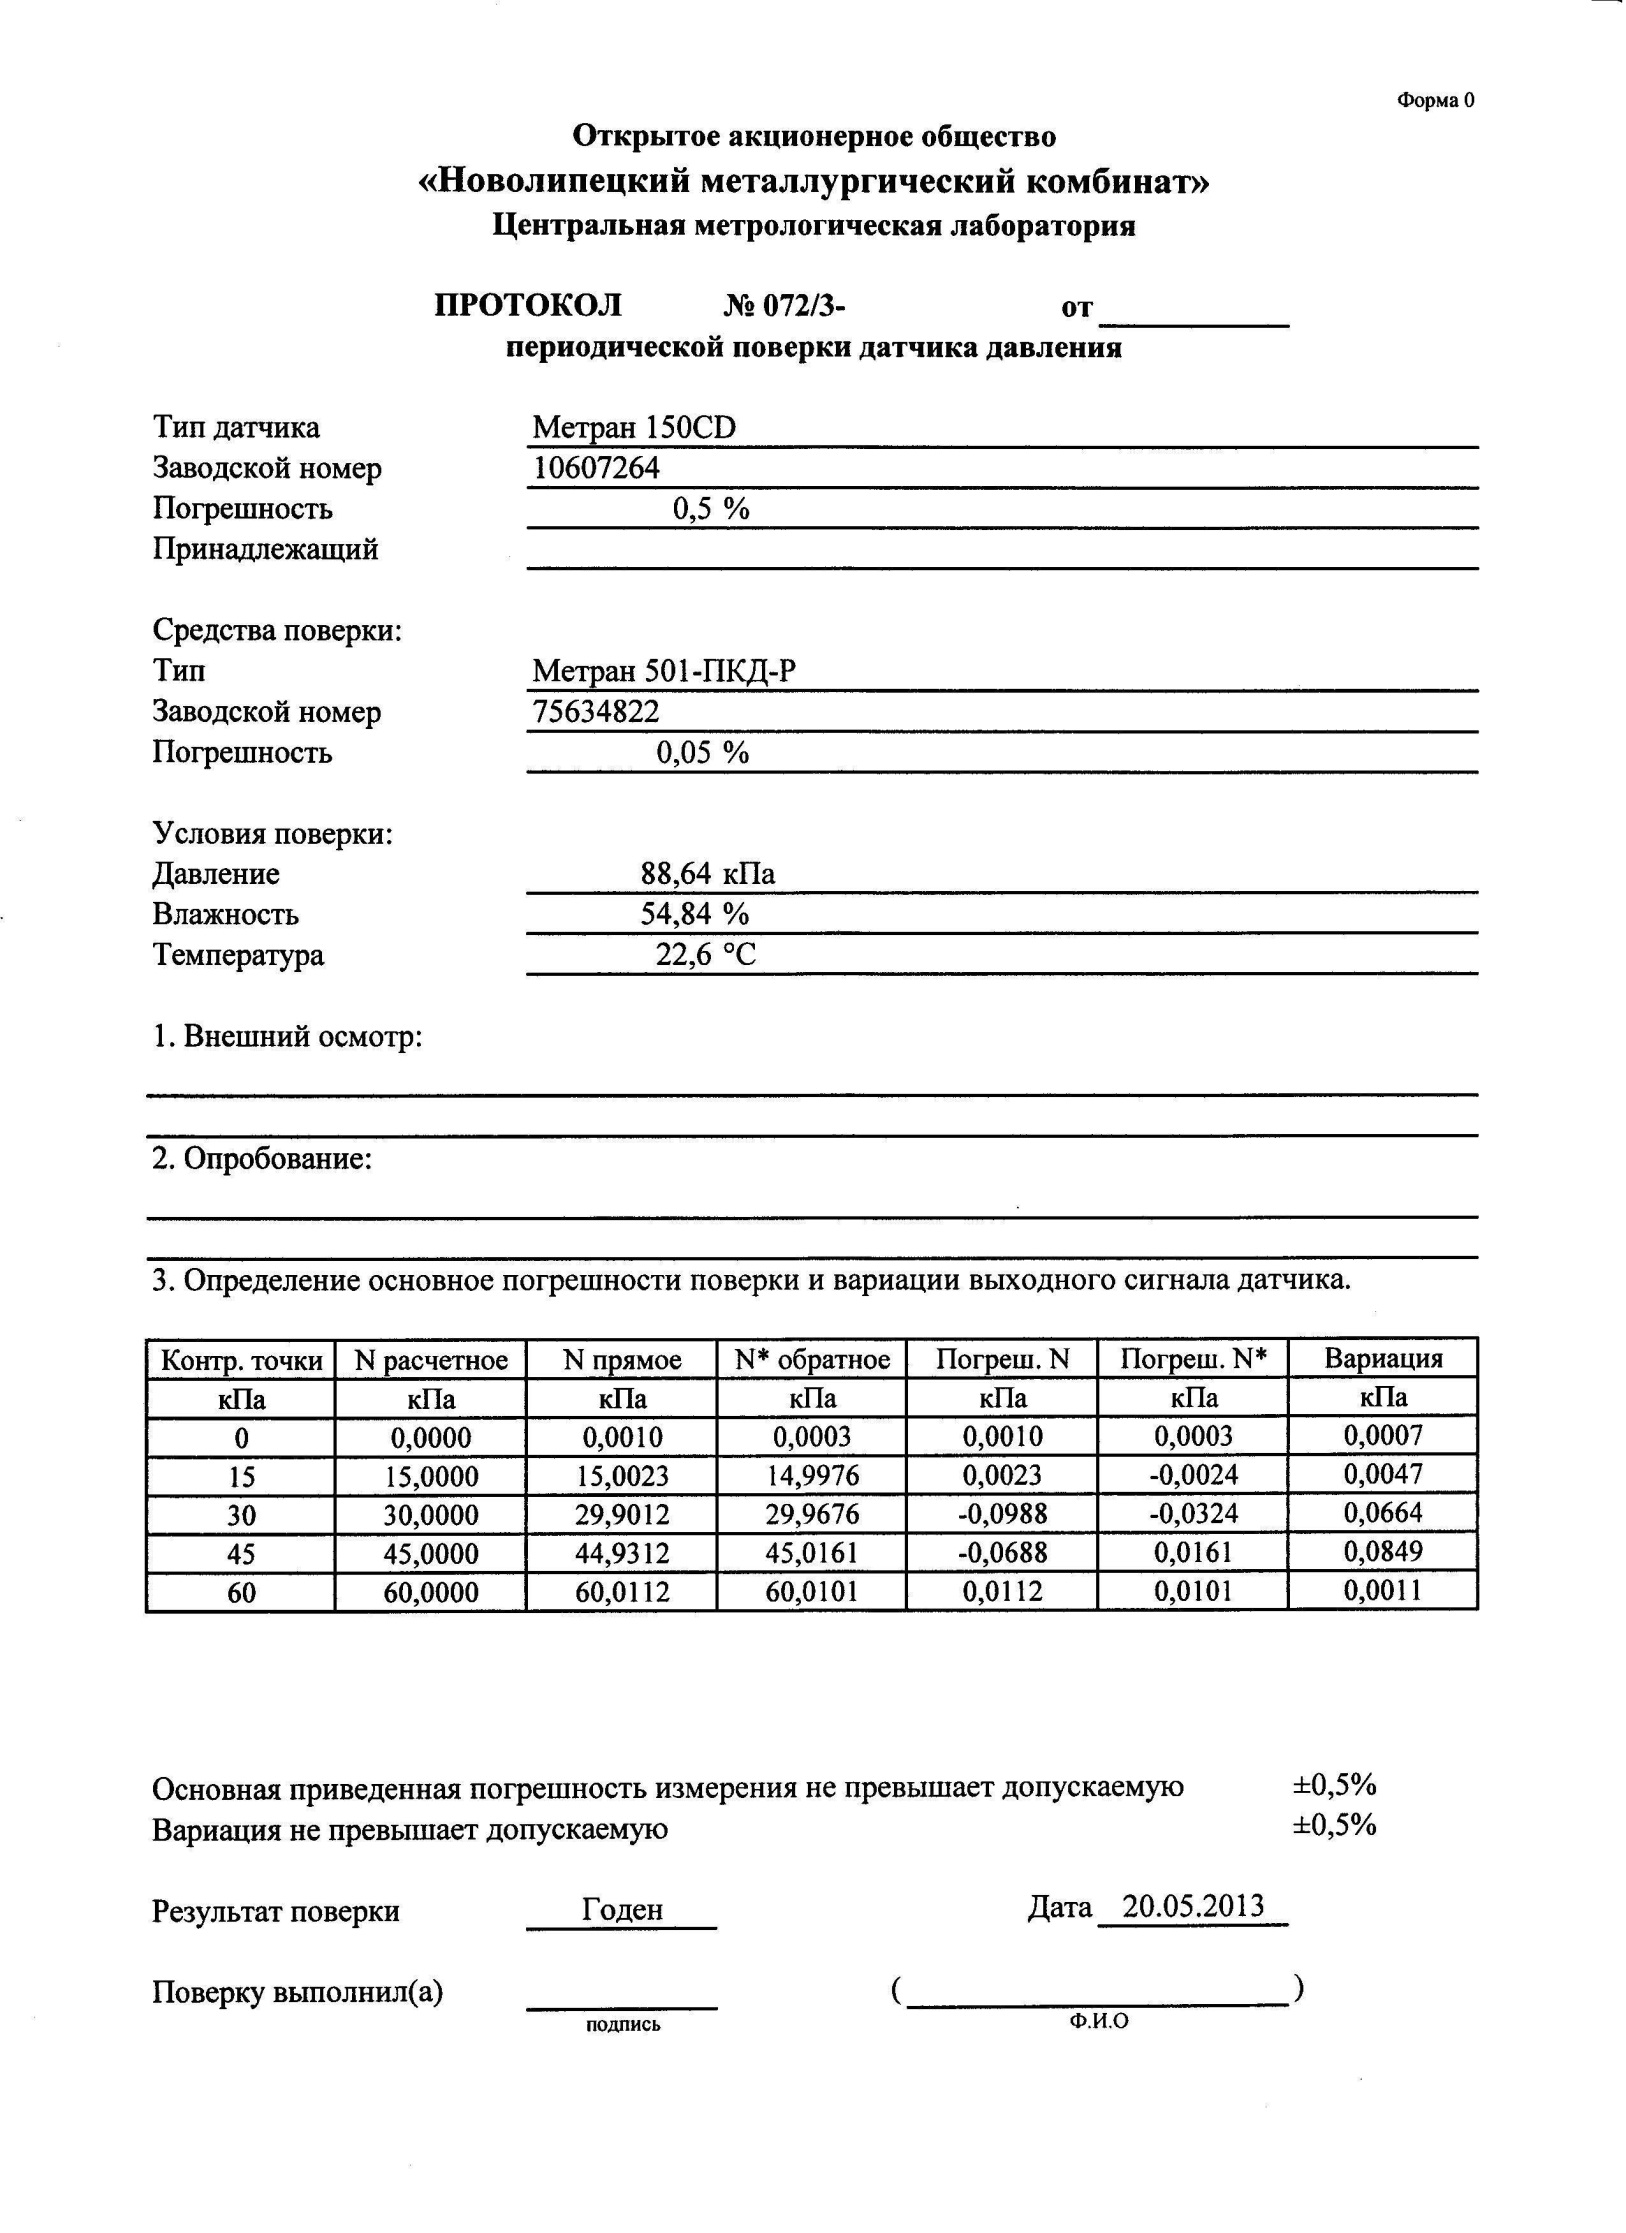 Форма 0
Открытое акционерное общество
«Новолипецкий металлургический комбинат»
Центральная метрологическая лаборатория
ПРОТОКОЛ № 072/3- от
периодической поверки датчика давления
Тип датчика Метран 150CD
Заводской номер 10607264
Погрешность 0,5 %
Принадлежащий
Средства поверки:
Тип Метран 501-ПКД-Р
Заводской номер 75634822
Погрешность 0,05 %
Условия поверки:
Давление 88,64 кПа
Влажность 54,84 %
Температура 22,6 °С
1. Внешний осмотр:
2. Опробование:
3. Определение основное погрешности поверки и вариации выходного сигнала датчика.
Контр. точки N расчетное N прямое N* обратное Погреш. N Погреш. N* Вариация
кПа кПа кПа кПа кПа кПа кПа
0 0,0000 0,0010 0,0003 0,0010 0,0003 0,0007
15 15,0000 15,0023 14,9976 0,0023 -0,0024 0,0047
30 30,0000 29,9012 29,9676 -0,0988 -0,0324 0,0664
45 45,0000 44,9312 45,0161 -0,0688 0,0161 0,0849
60 60,0000 60,0112 60,0101 0,0112 0,0101 0,0011
Основная приведенная погрешность измерения не превышает допускаемую ±0,5%
Вариация не превышает допускаемую ±0,5%
Результат поверки Годен Дата 20.05.2013
Поверку выполнил(а) ( )
подпись Ф.И.О